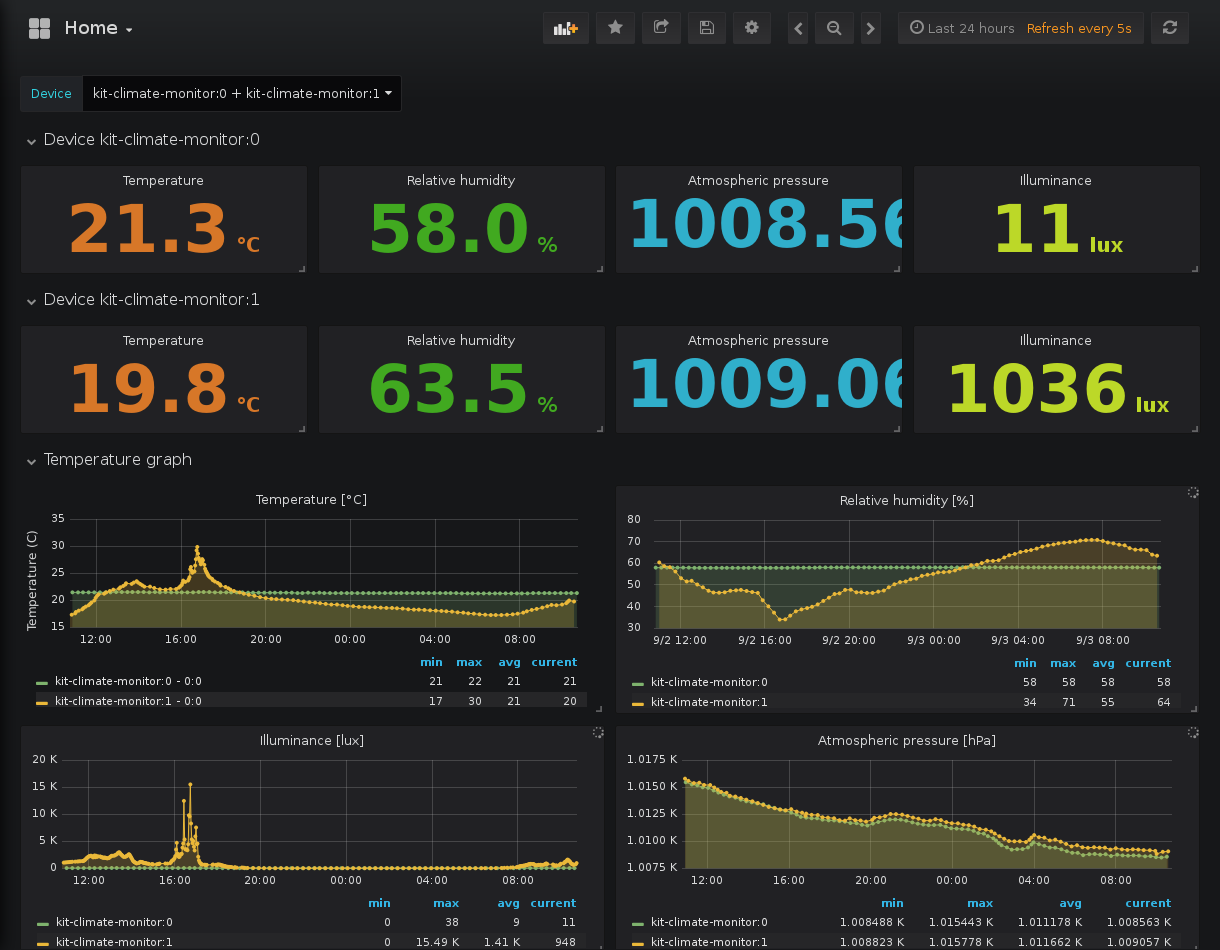 Home
Last 24 hours Refresh every 5s
Device kit-climate-monitor:0 + kit-climate-monitor:1
Device kit-climate-monitor:0
Temperature Relative humidity Atmospheric pressure Illuminance
21.3 °C 58.0 % 1008.56 11 lux
Device kit-climate-monitor:1
Temperature Relative humidity Atmospheric pressure Illuminance
19.8 °C 63.5 % 1009.06 1036 lux
Temperature graph
Temperature [°C]
Temperature (C)
35
30
25
20
15
12:00 16:00 20:00 00:00 04:00 08:00
min max avg current
kit-climate-monitor:0 - 0:0 21 22 21 21
kit-climate-monitor:1 - 0:0 17 30 21 20
Relative humidity [%]
80
70
60
50
40
30
9/2 12:00 9/2 16:00 9/2 20:00 9/3 00:00 9/3 04:00 9/3 08:00
min max avg current
kit-climate-monitor:0 58 58 58 58
kit-climate-monitor:1 34 71 55 64
Illuminance [lux]
20 K
15 K
10 K
5 K
0
12:00 16:00 20:00 00:00 04:00 08:00
min max avg current
kit-climate-monitor:0 0 38 9 11
kit-climate-monitor:1 0 15.49 K 1.41 K 948
Atmospheric pressure [hPa]
1.0175 K
1.0150 K
1.0125 K
1.0100 K
1.0075 K
12:00 16:00 20:00 00:00 04:00 08:00
min max avg current
kit-climate-monitor:0 1.008488 K 1.015443 K 1.011178 K 1.008563 K
kit-climate-monitor:1 1.008823 K 1.015778 K 1.011662 K 1.009057 K